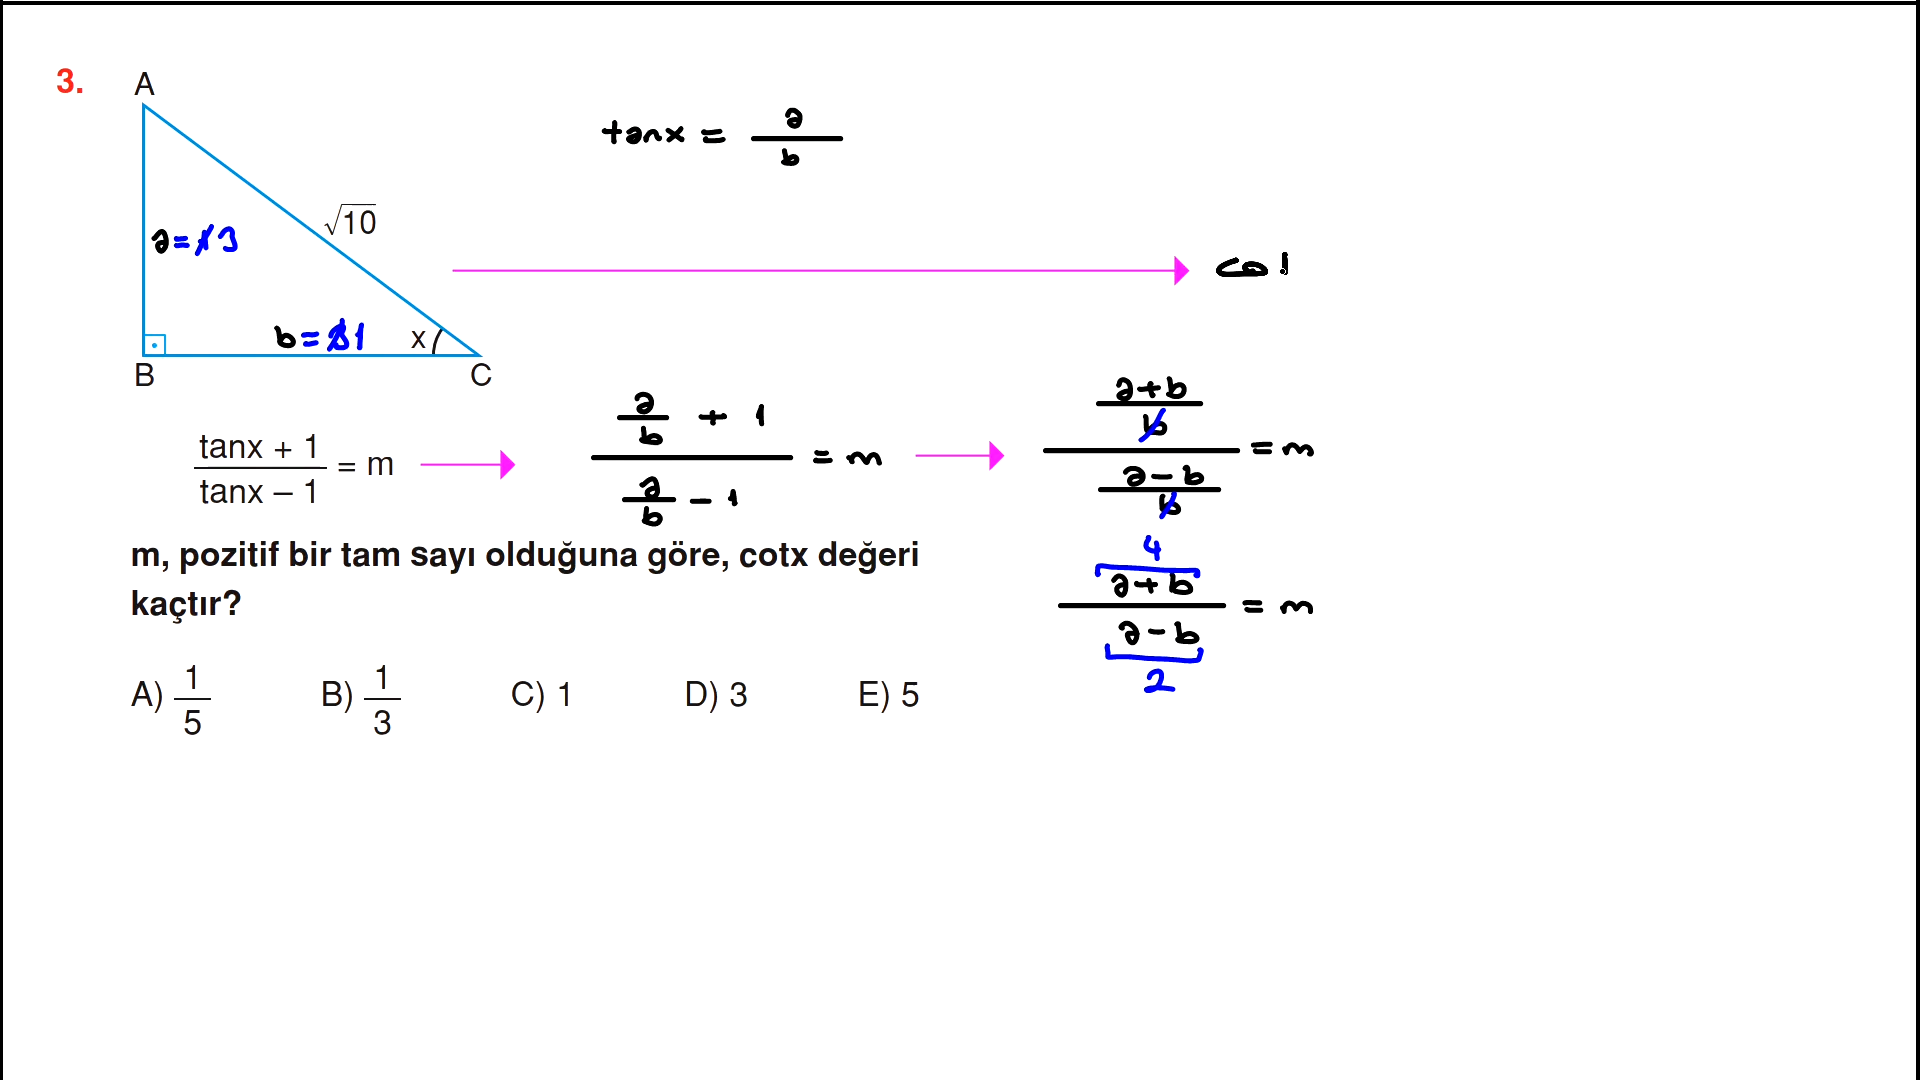 3.
A
tanx = a/b
√10
a = 1 3
co
b = 3 1
x
B
C
(a/b + 1)/(a/b - 1) = m
((a+b)/b)/((a-b)/b) = m
(tanx + 1)/(tanx – 1) = m
m, pozitif bir tam sayı olduğuna göre, cotx değeri
kaçtır?
4
(a+b)/(a-b) = m
2
A) 1/5 B) 1/3 C) 1 D) 3 E) 5